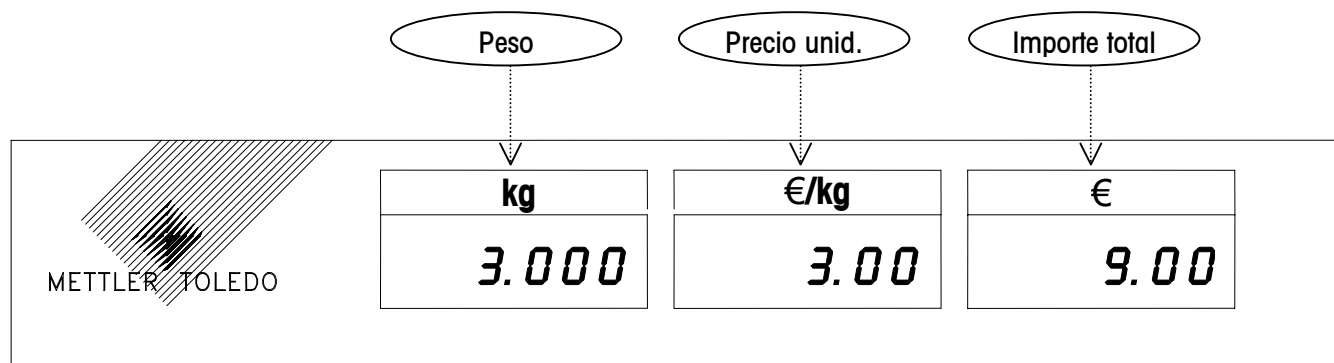 Peso Precio unid. Importe total
kg €/kg €
3.000 3.00 9.00
METTLER TOLEDO